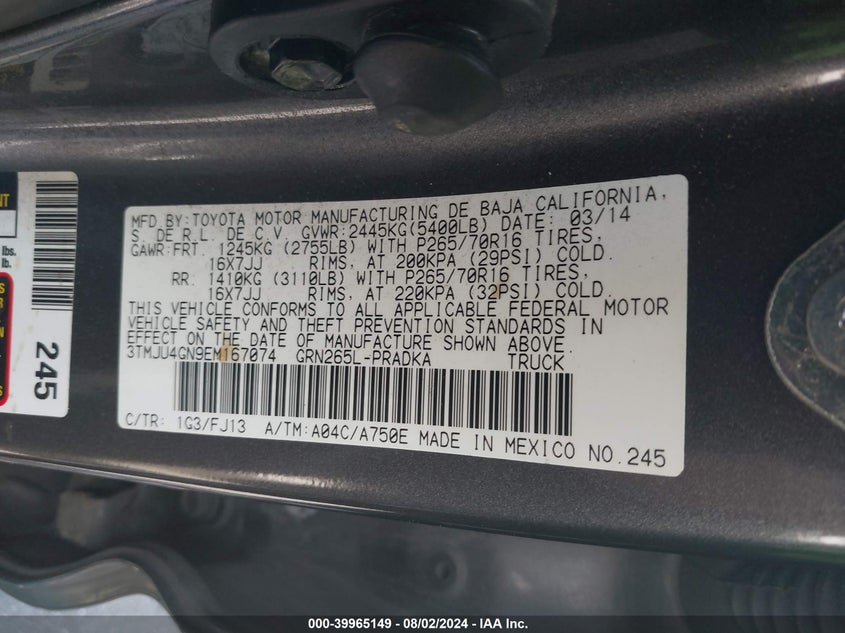 NT
lbs.
lb.
S
R
N
T
S
245
MFD BY:TOYOTA MOTOR MANUFACTURING DE BAJA CALIFORNIA,
S. DE R.L. DE C.V. GVWR:2445KG(5400LB) DATE: 03/14
GAWR:FRT. 1245KG (2755LB) WITH P265/70R16 TIRES,
16X7JJ RIMS, AT 200KPA (29PSI) COLD.
RR. 1410KG (3110LB) WITH P265/70R16 TIRES,
16X7JJ RIMS, AT 220KPA (32PSI) COLD.
THIS VEHICLE CONFORMS TO ALL APPLICABLE FEDERAL MOTOR
VEHICLE SAFETY AND THEFT PREVENTION STANDARDS IN
EFFECT ON THE DATE OF MANUFACTURE SHOWN ABOVE.
3TMJU4GN9EM167074 GRN265L-PRADKA TRUCK
C/TR: 1G3/FJ13 A/TM:A04C/A750E MADE IN MEXICO NO.245
000-39965149 - 08/02/2024 - IAA Inc.